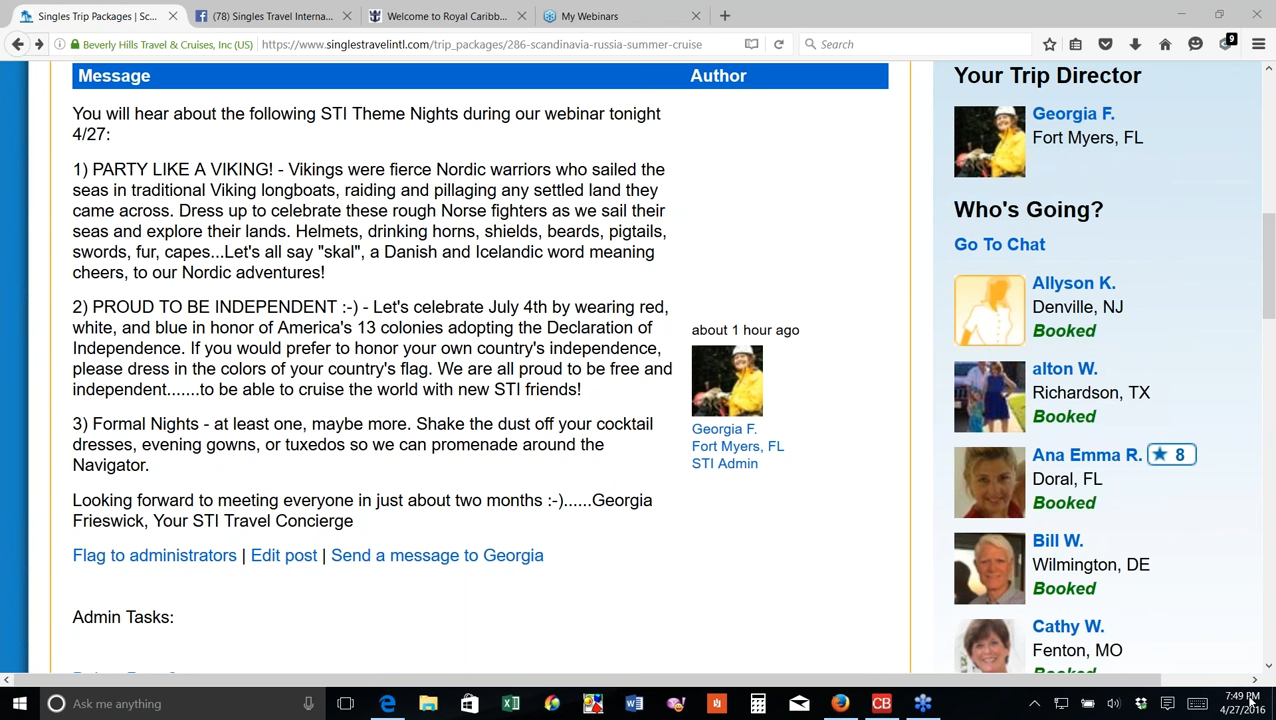 Singles Trip Packages | Sc...
(78) Singles Travel Interna...
Welcome to Royal Caribb...
My Webinars
Beverly Hills Travel & Cruises, Inc (US)
https://www.singlestravelintl.com/trip_packages/286-scandinavia-russia-summer-cruise
Search
9
Message
Author
You will hear about the following STI Theme Nights during our webinar tonight
4/27:
1) PARTY LIKE A VIKING! - Vikings were fierce Nordic warriors who sailed the
seas in traditional Viking longboats, raiding and pillaging any settled land they
came across. Dress up to celebrate these rough Norse fighters as we sail their
seas and explore their lands. Helmets, drinking horns, shields, beards, pigtails,
swords, fur, capes...Let's all say "skal", a Danish and Icelandic word meaning
cheers, to our Nordic adventures!
2) PROUD TO BE INDEPENDENT :-) - Let's celebrate July 4th by wearing red,
white, and blue in honor of America's 13 colonies adopting the Declaration of
Independence. If you would prefer to honor your own country's independence,
please dress in the colors of your country's flag. We are all proud to be free and
independent.......to be able to cruise the world with new STI friends!
3) Formal Nights - at least one, maybe more. Shake the dust off your cocktail
dresses, evening gowns, or tuxedos so we can promenade around the
Navigator.
Looking forward to meeting everyone in just about two months :-)......Georgia
Frieswick, Your STI Travel Concierge
Flag to administrators | Edit post | Send a message to Georgia
Admin Tasks:
about 1 hour ago
Georgia F.
Fort Myers, FL
STI Admin
Your Trip Director
Georgia F.
Fort Myers, FL
Who's Going?
Go To Chat
Allyson K.
Denville, NJ
Booked
alton W.
Richardson, TX
Booked
Ana Emma R. ★ 8
Doral, FL
Booked
Bill W.
Wilmington, DE
Booked
Cathy W.
Fenton, MO
Booked
Ask me anything
CB
7:49 PM
4/27/2016